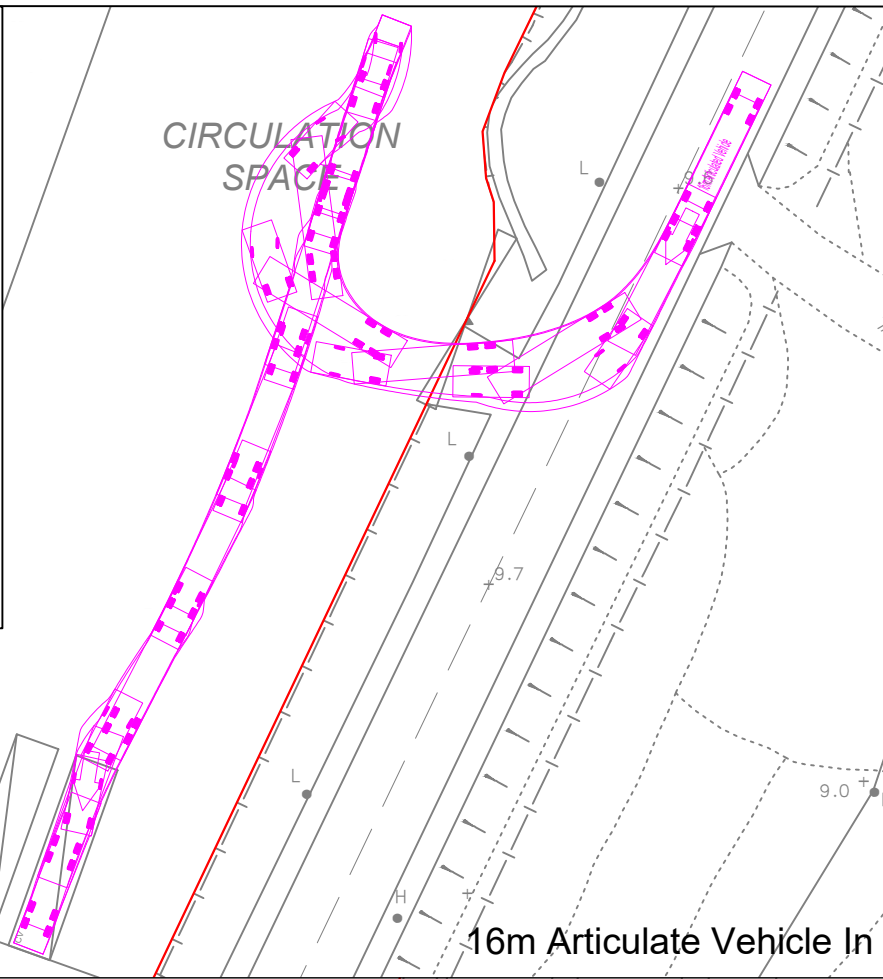 CIRCULATION
SPACE
L
L
9.7
L
9.0
H
16m Articulate Vehicle In